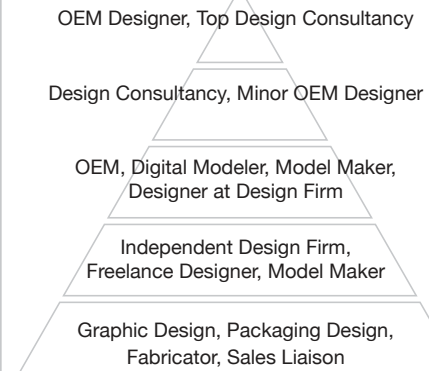 OEM Designer, Top Design Consultancy
Design Consultancy, Minor OEM Designer
OEM, Digital Modeler, Model Maker,
Designer at Design Firm
Independent Design Firm,
Freelance Designer, Model Maker
Graphic Design, Packaging Design,
Fabricator, Sales Liaison